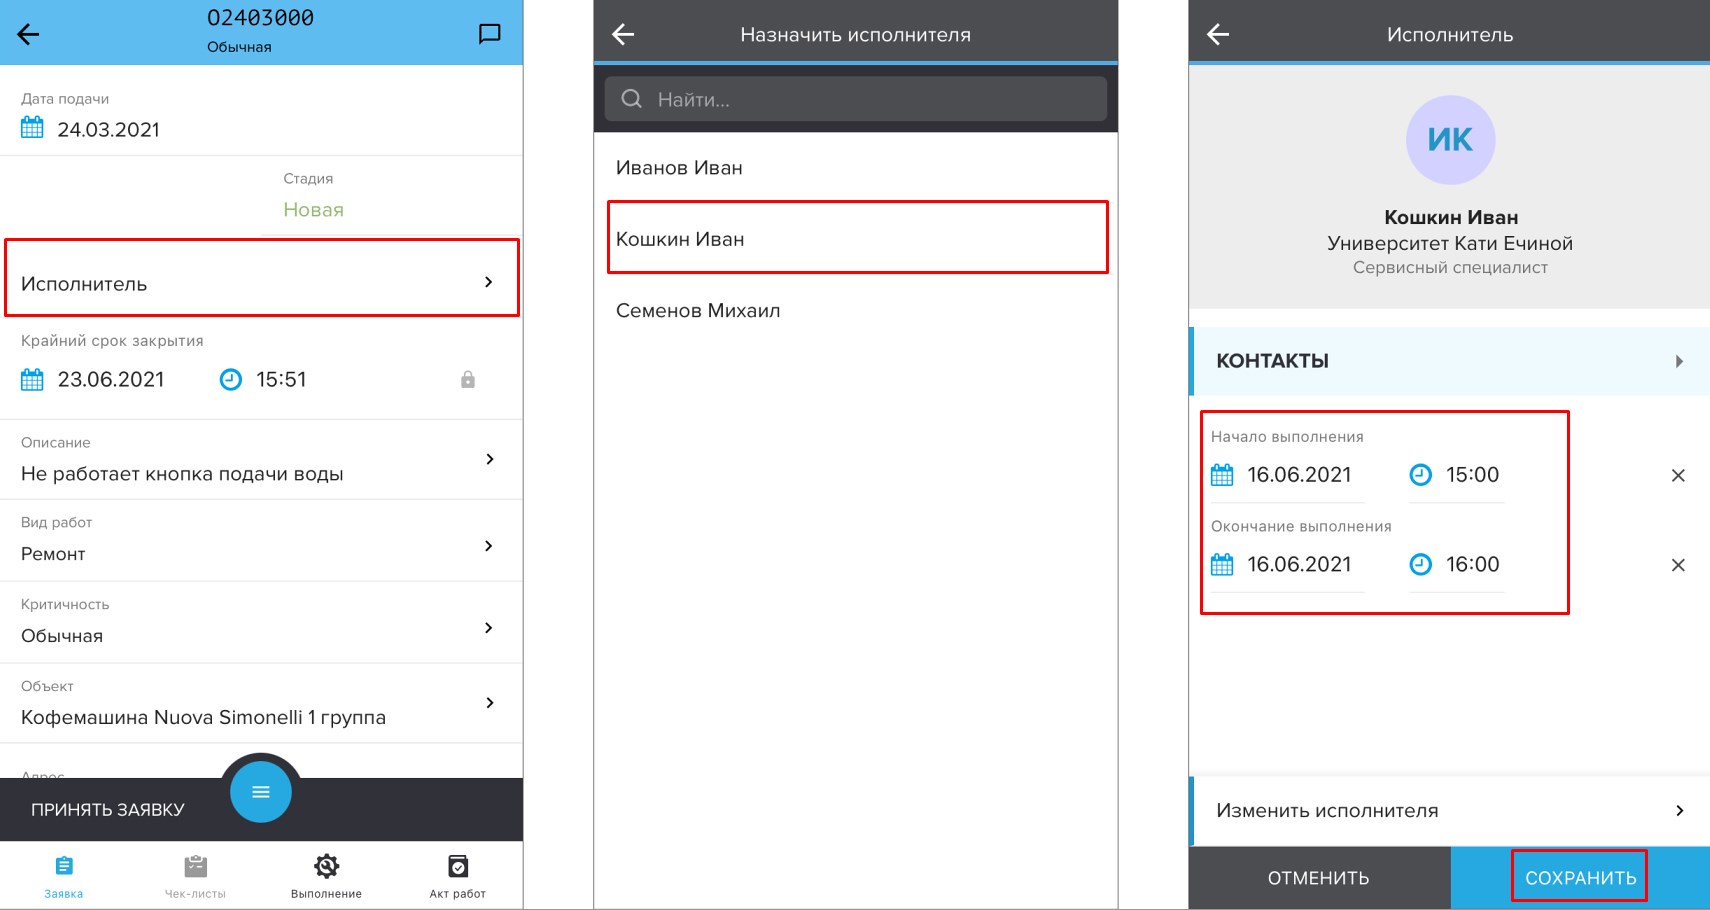 02403000
Обычная
Дата подачи
24.03.2021
Стадия
Новая
Исполнитель
Крайний срок закрытия
23.06.2021 15:51
Описание
Не работает кнопка подачи воды
Вид работ
Ремонт
Критичность
Обычная
Объект
Кофемашина Nuova Simonelli 1 группа
Адрес
ПРИНЯТЬ ЗАЯВКУ
Заявка Чек-листы Выполнение Акт работ
Назначить исполнителя
Найти...
Иванов Иван
Кошкин Иван
Семенов Михаил
Исполнитель
ИК
Кошкин Иван
Университет Кати Ечиной
Сервисный специалист
КОНТАКТЫ
Начало выполнения
16.06.2021 15:00
Окончание выполнения
16.06.2021 16:00
Изменить исполнителя
ОТМЕНИТЬ СОХРАНИТЬ